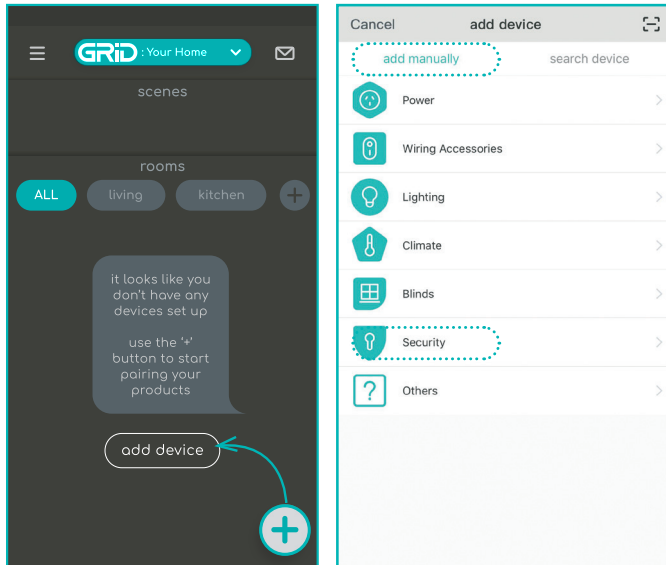 GRiD : Your Home
scenes
rooms
ALL
living
kitchen
+
it looks like you
don't have any
devices set up
use the '+'
button to start
pairing your
products
add device
+
Cancel
add device
add manually
search device
Power
Wiring Accessories
Lighting
Climate
Blinds
Security
?
Others